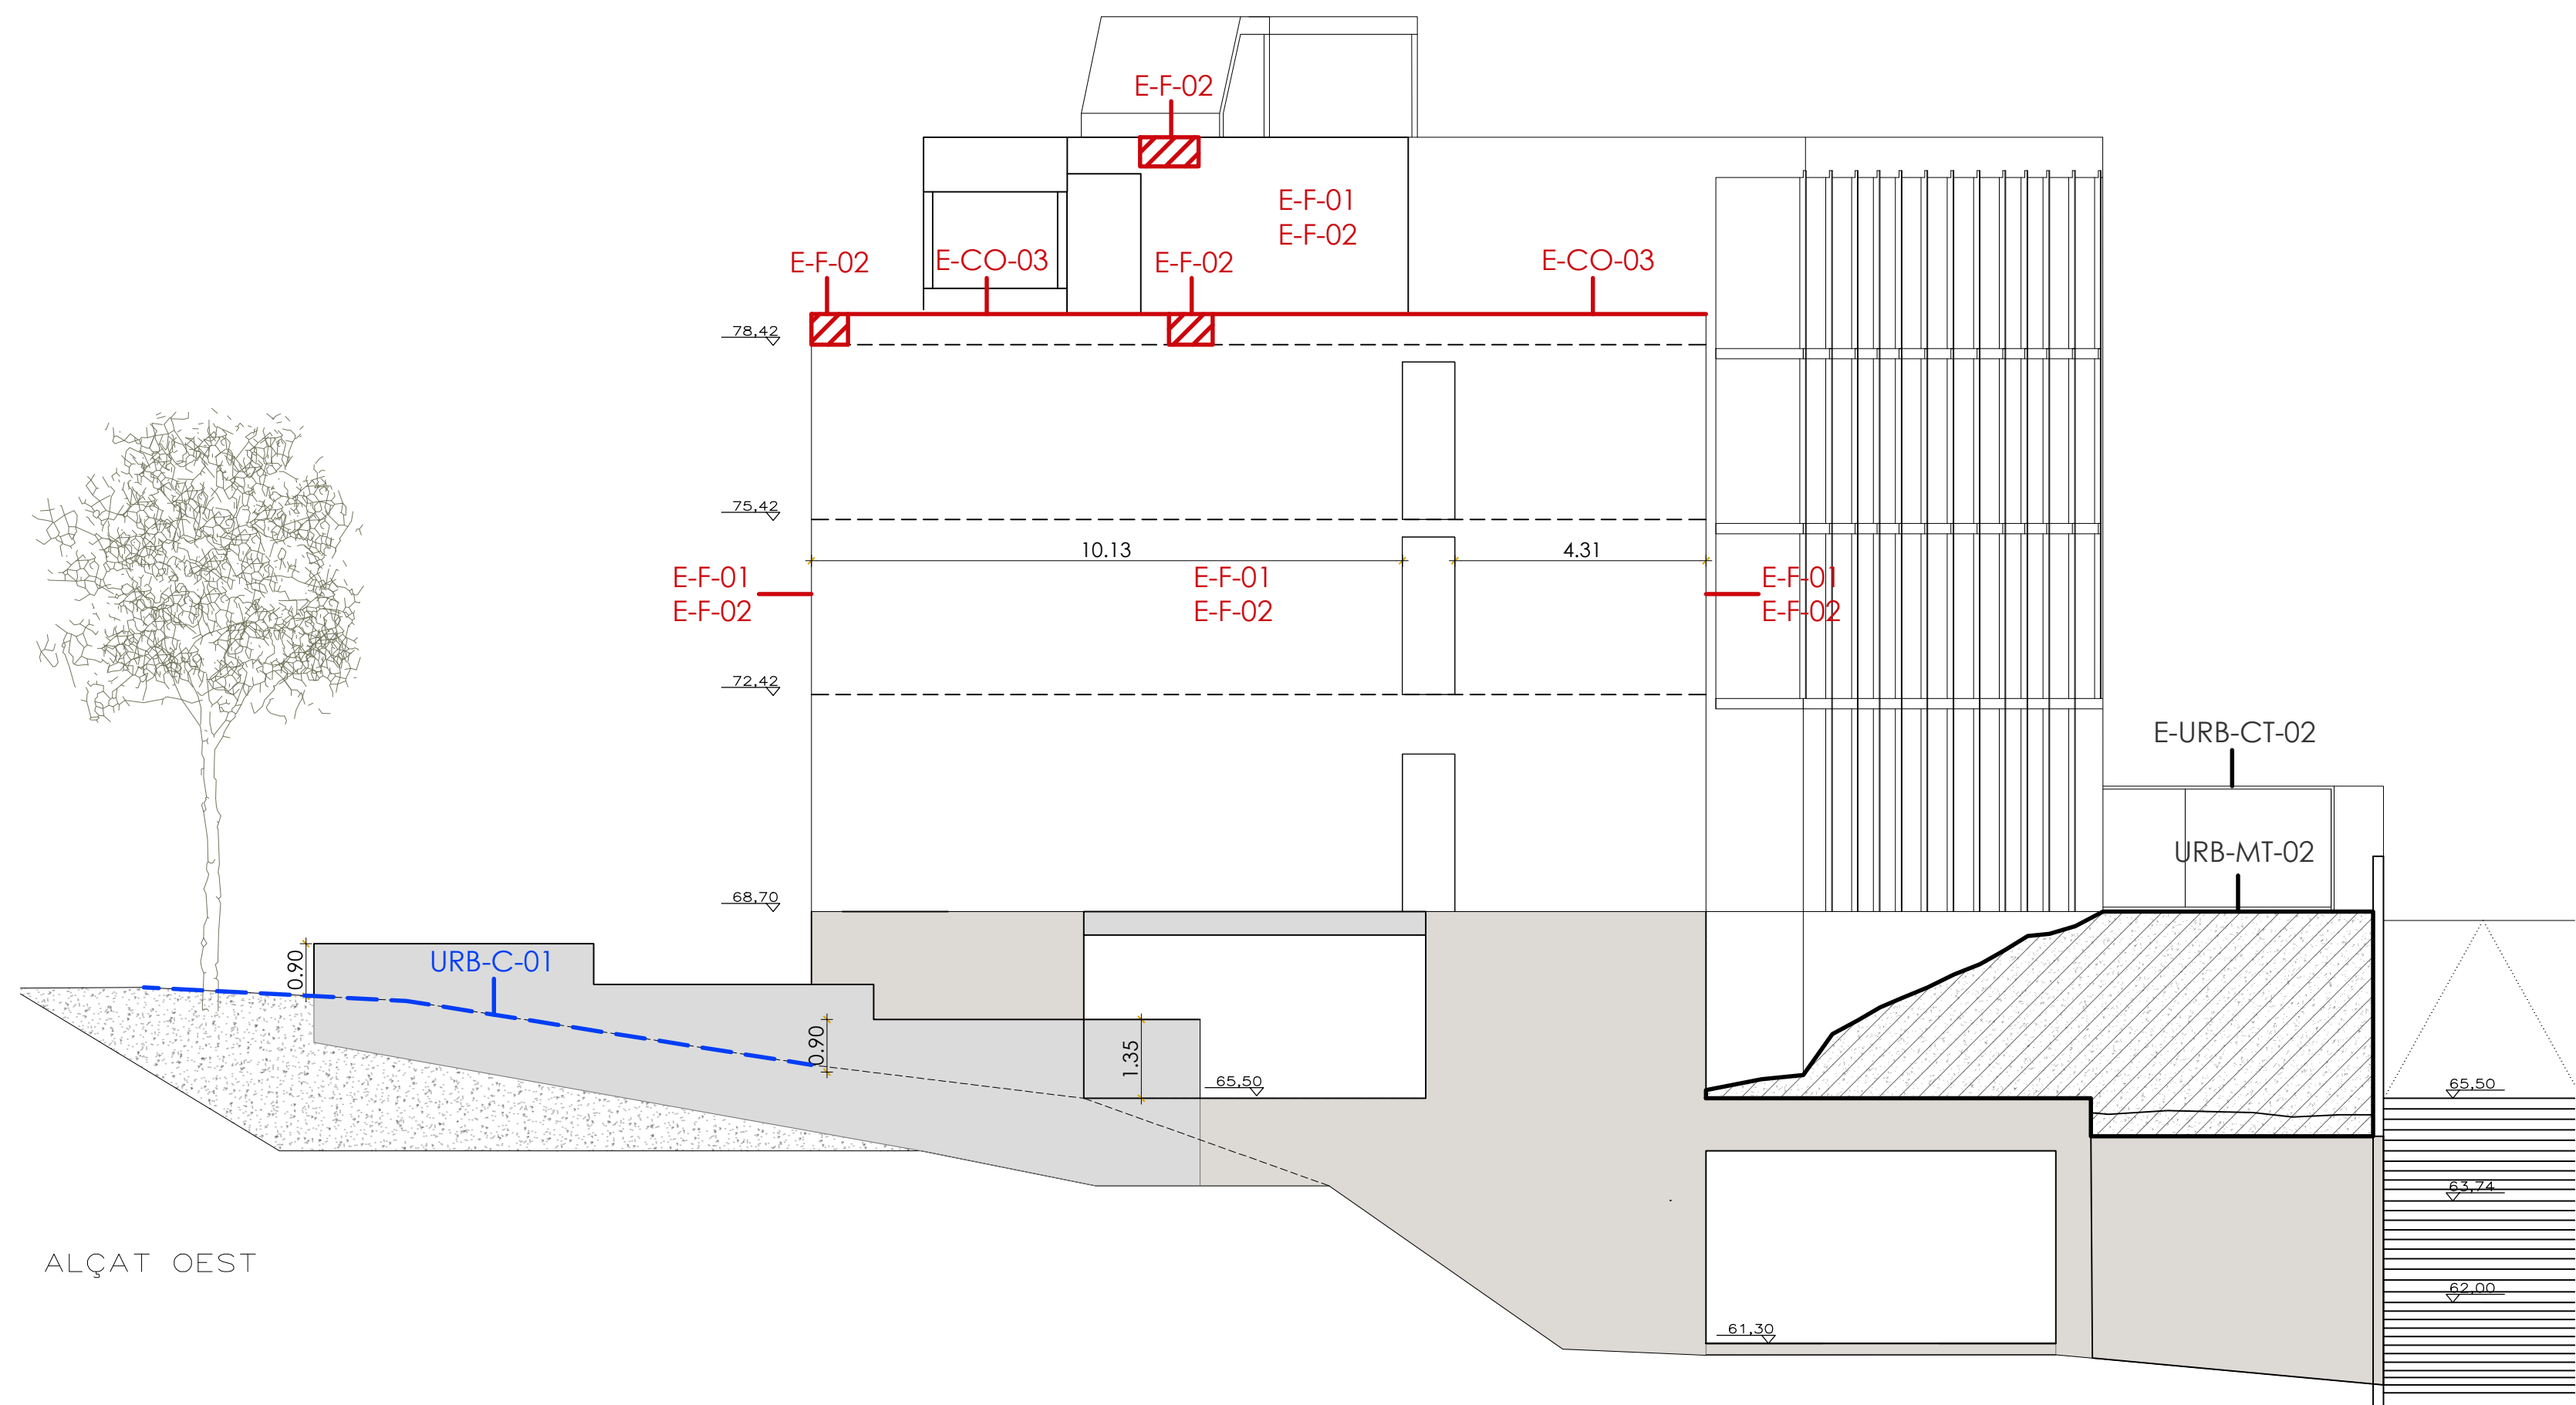 E-F-02
E-F-01
E-F-02
E-F-02
E-CO-03
E-F-02
E-CO-03
78,42
75,42
10.13
4.31
E-F-01
E-F-02
E-F-01
E-F-02
E-F-01
E-F-02
72,42
E-URB-CT-02
URB-MT-02
68,70
0.90
URB-C-01
0.90
1.35
65,50
65,50
63,74
ALÇAT OEST
62,00
61,30